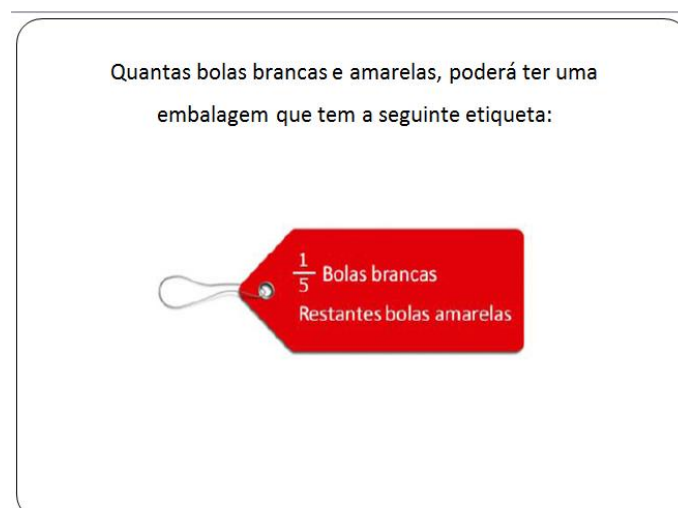 Quantas bolas brancas e amarelas, poderá ter uma
embalagem que tem a seguinte etiqueta:
1/5 Bolas brancas
Restantes bolas amarelas